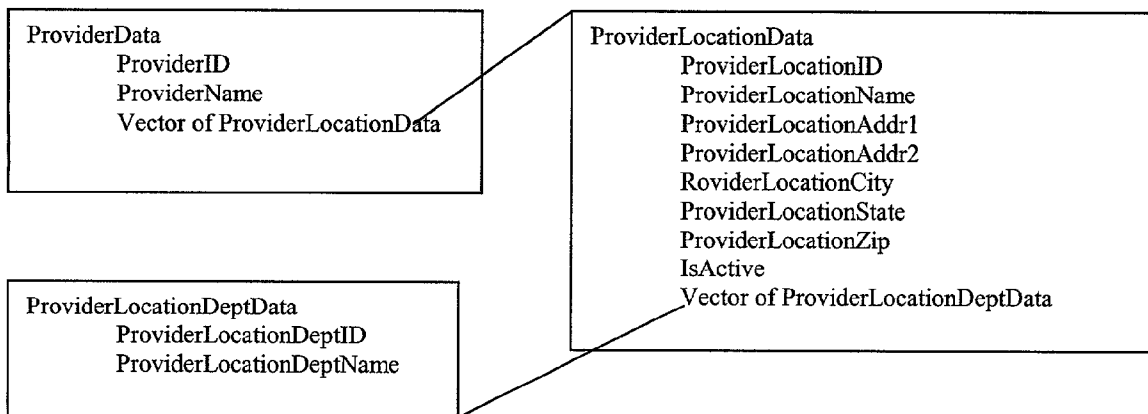 ProviderData
ProviderID
ProviderName
Vector of ProviderLocationData
ProviderLocationData
ProviderLocationID
ProviderLocationName
ProviderLocationAddr1
ProviderLocationAddr2
RoviderLocationCity
ProviderLocationState
ProviderLocationZip
IsActive
Vector of ProviderLocationDeptData
ProviderLocationDeptData
ProviderLocationDeptID
ProviderLocationDeptName